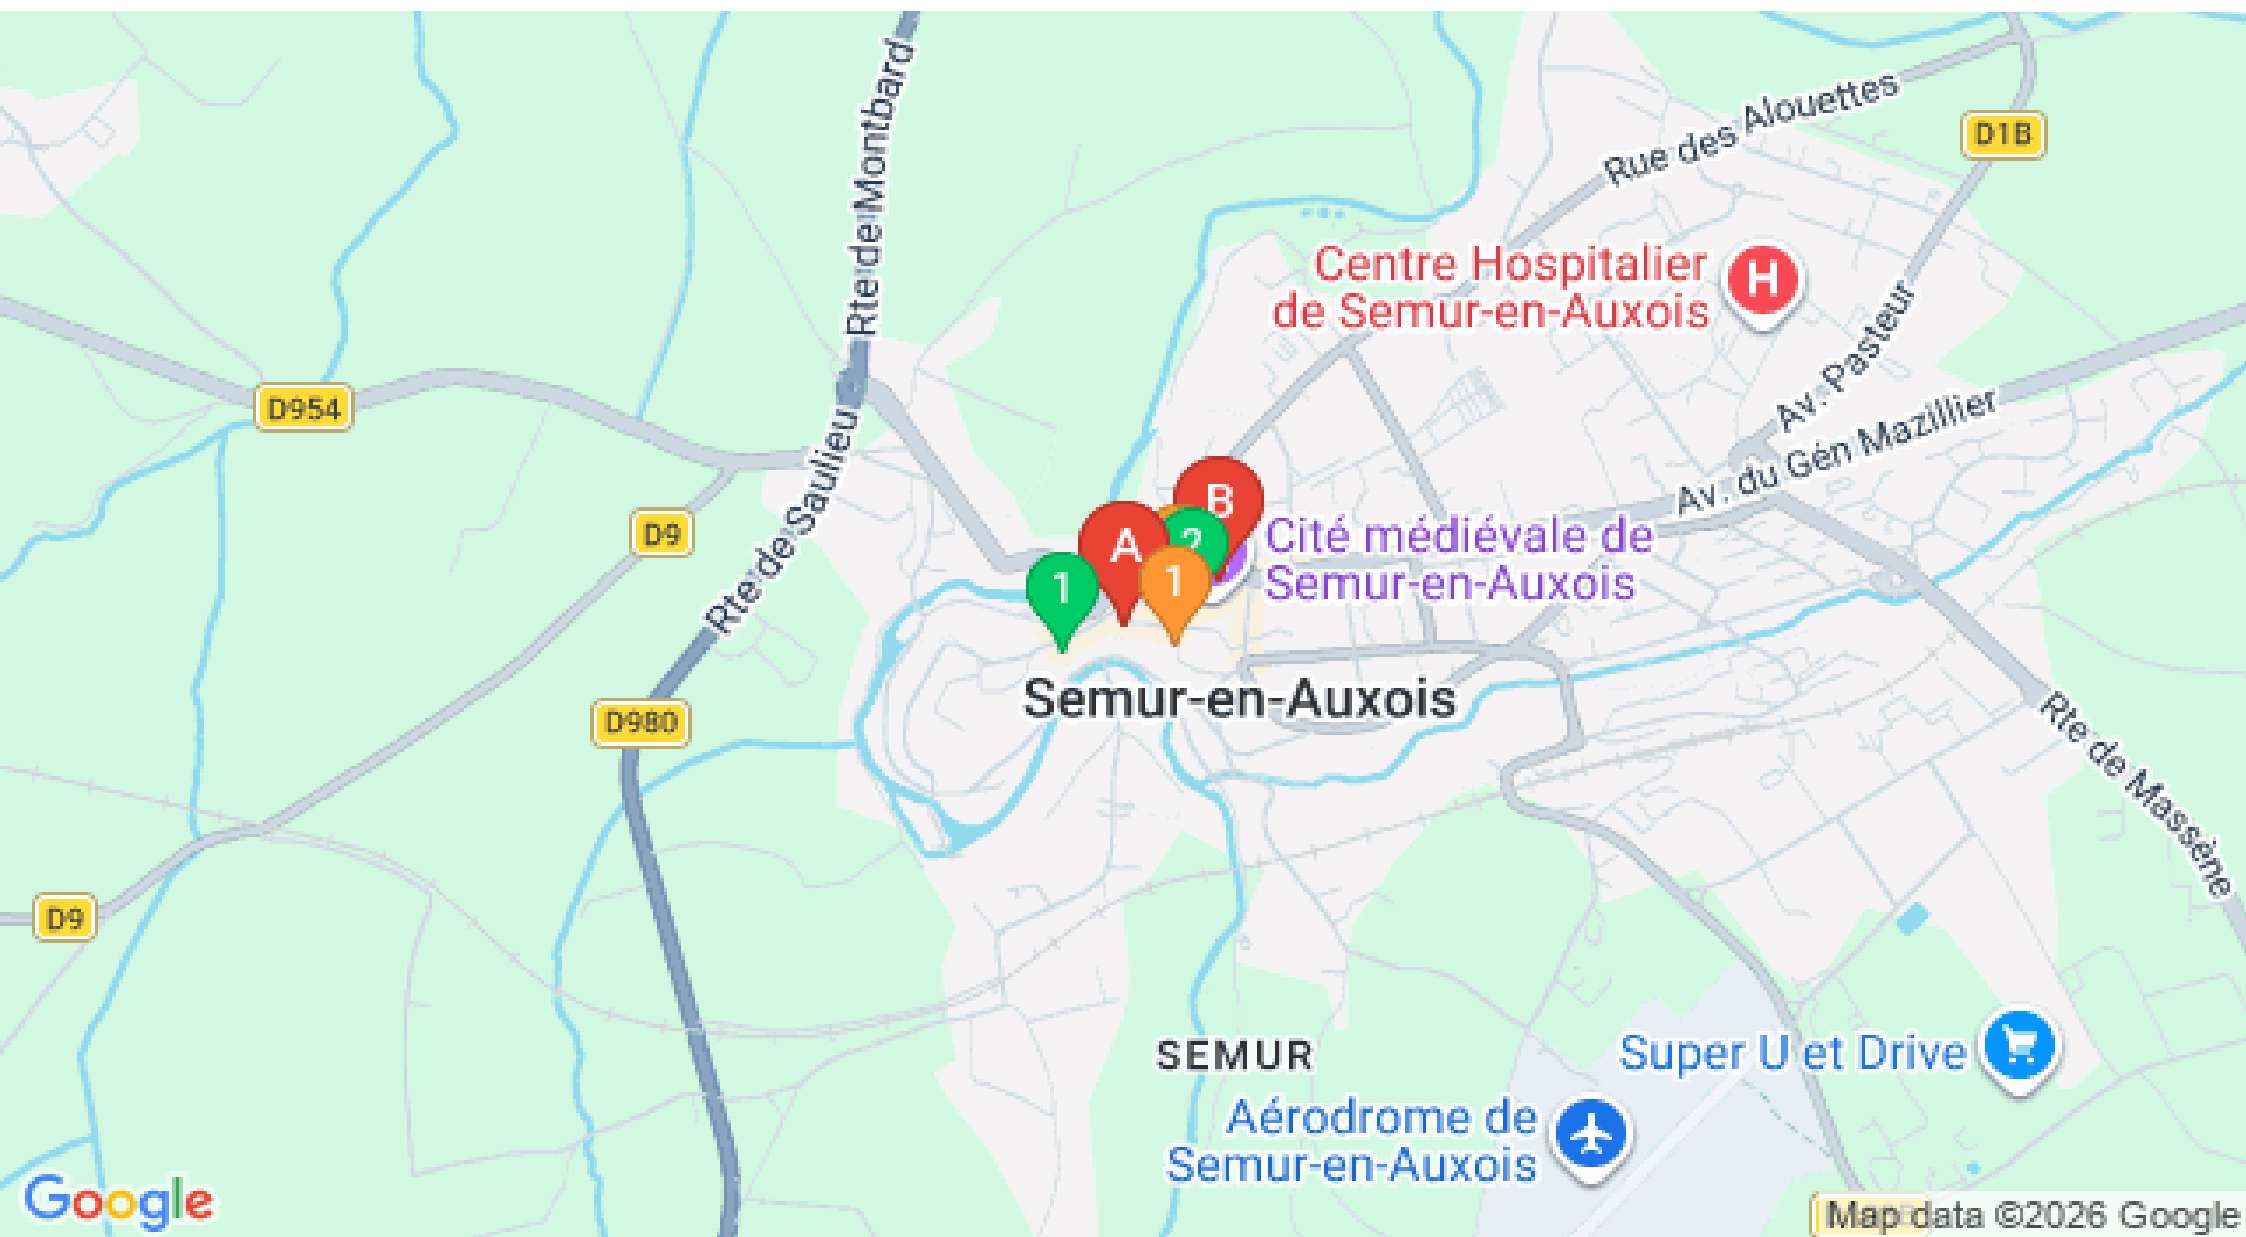 Rte de Montbard
Rue des Alouettes
D1B
Centre Hospitalier
de Semur-en-Auxois
H
Av. Pasteur
Av. du Gén Mazillier
D954
Rte de Saulieu
D9
B
A
2
1
1
Cité médiévale de
Semur-en-Auxois
Semur-en-Auxois
D980
Rte de Massène
D9
SEMUR
Super U et Drive
Aérodrome de
Semur-en-Auxois
Google
Map data ©2026 Google